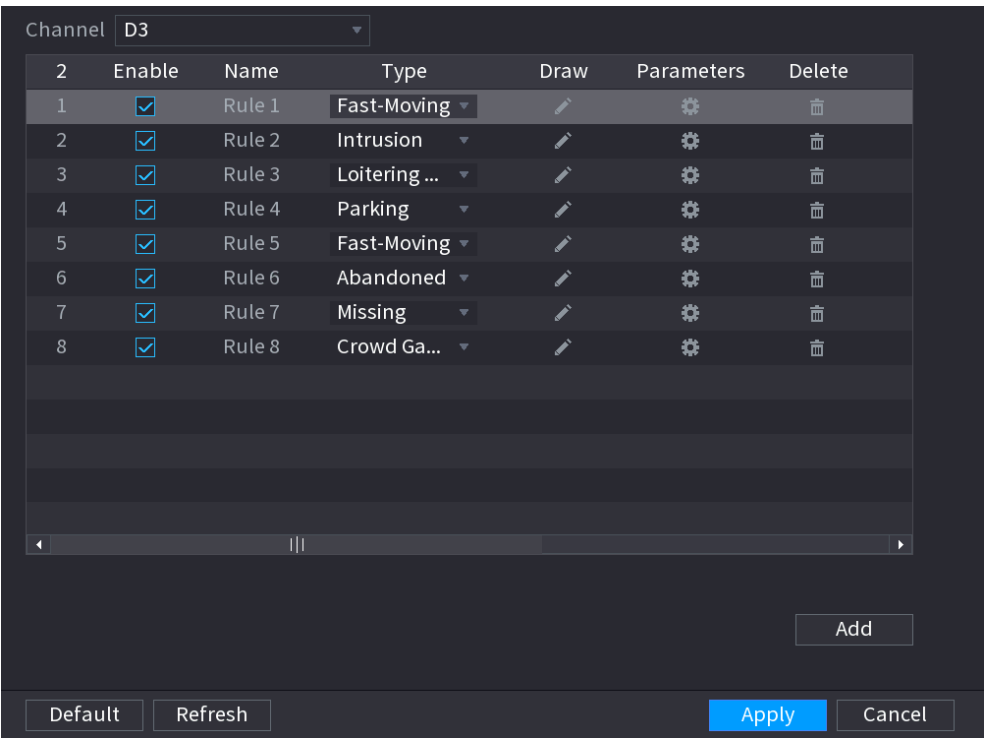 Channel D3
2 Enable Name Type Draw Parameters Delete
1 Rule 1 Fast-Moving
2 Rule 2 Intrusion
3 Rule 3 Loitering ...
4 Rule 4 Parking
5 Rule 5 Fast-Moving
6 Rule 6 Abandoned
7 Rule 7 Missing
8 Rule 8 Crowd Ga...
Add
Default Refresh Apply Cancel